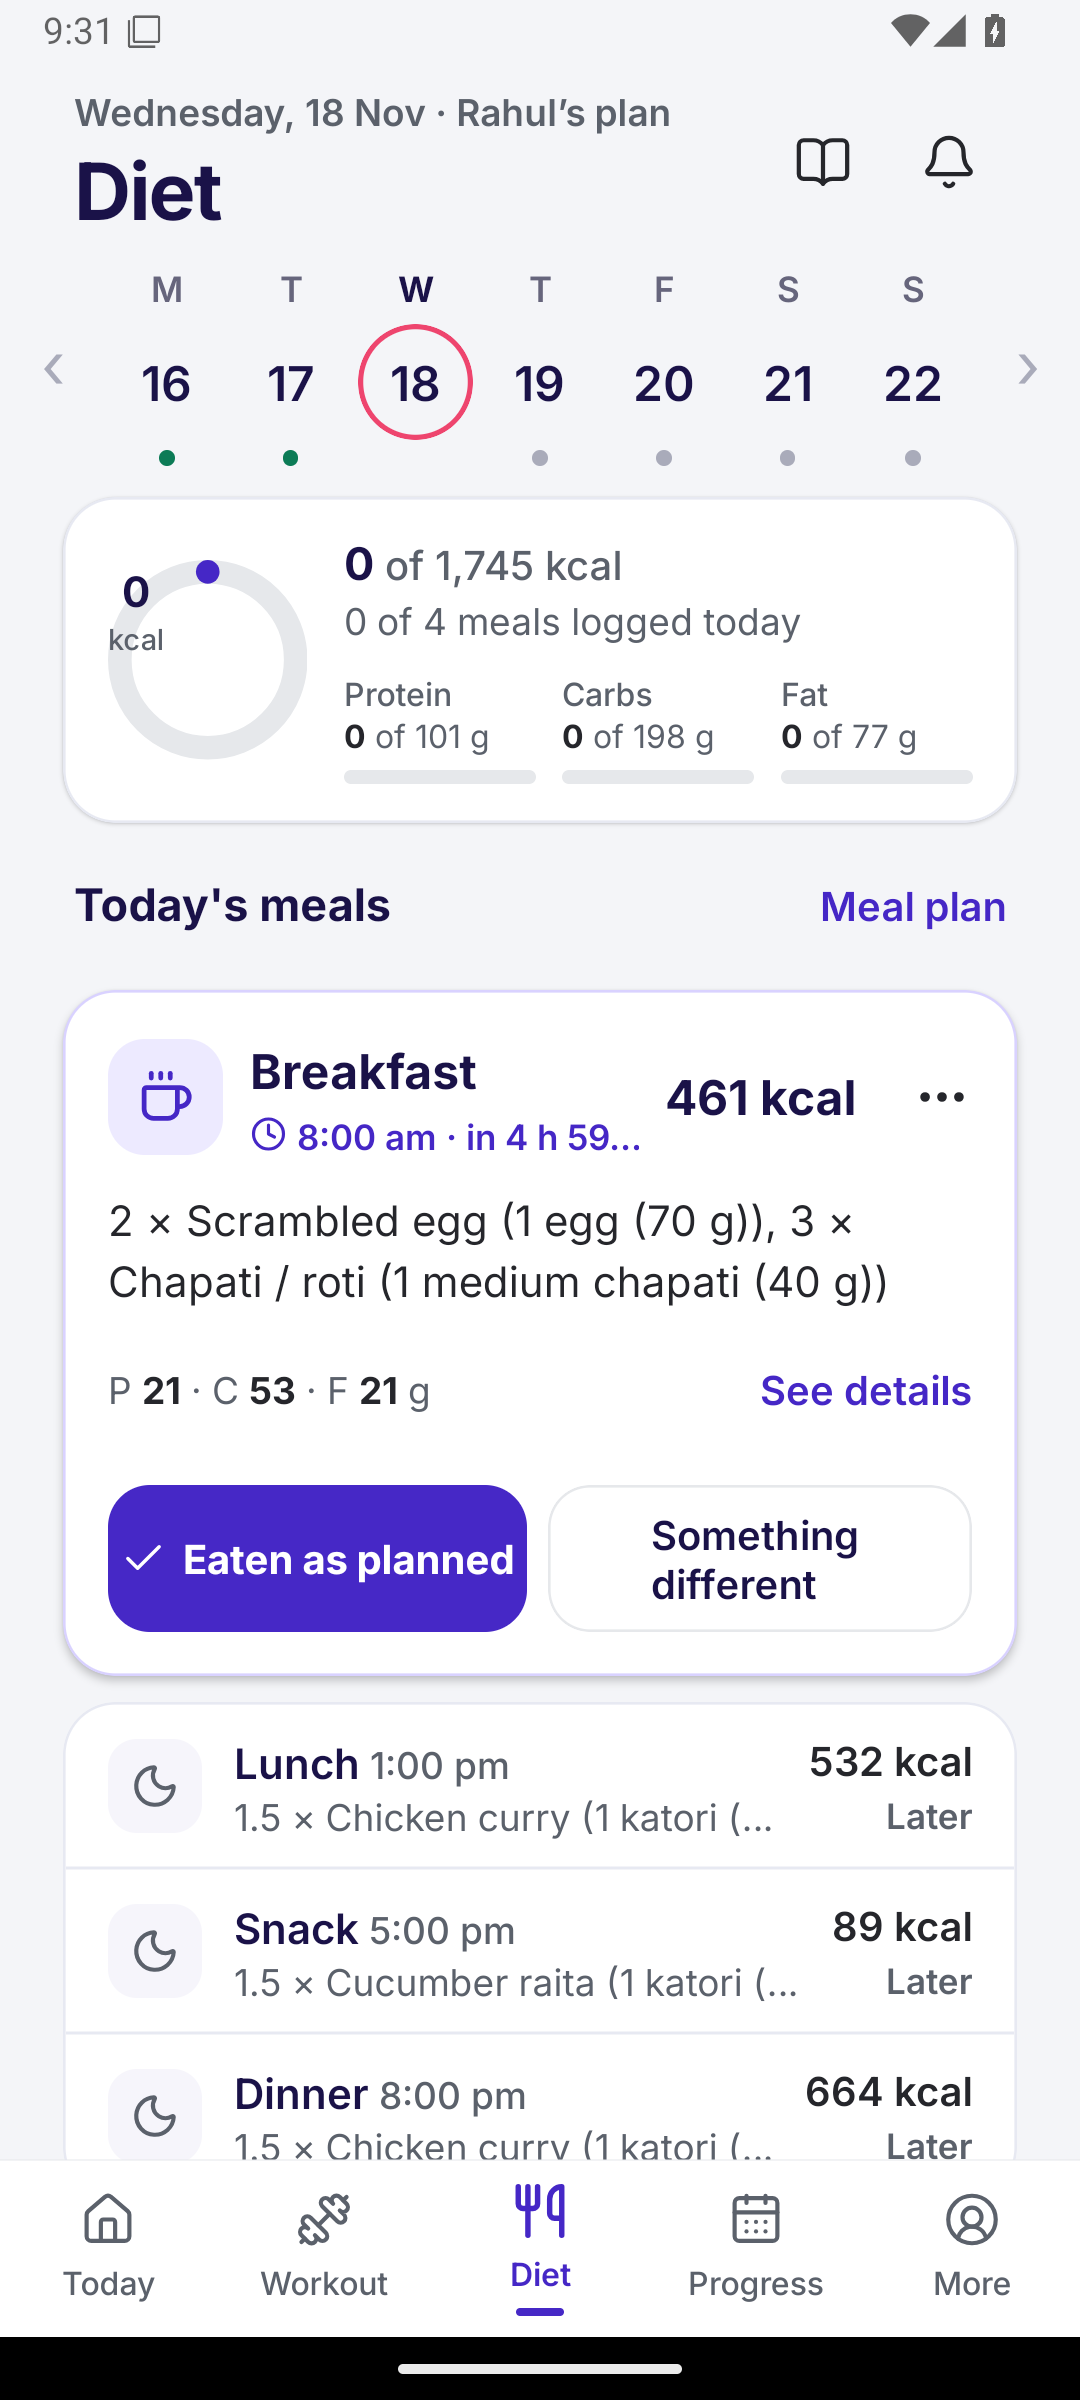 9:31
Wednesday, 18 Nov · Rahul’s plan
Diet
M T W T F S S
‹ 16 17 18 19 20 21 22 ›
0 of 1,745 kcal
0
kcal
0 of 4 meals logged today
Protein Carbs Fat
0 of 101 g 0 of 198 g 0 of 77 g
Today's meals Meal plan
Breakfast
461 kcal
8:00 am · in 4 h 59...
2 × Scrambled egg (1 egg (70 g)), 3 ×
Chapati / roti (1 medium chapati (40 g))
P 21 · C 53 · F 21 g See details
Eaten as planned
Something
different
Lunch 1:00 pm 532 kcal
1.5 × Chicken curry (1 katori (... Later
Snack 5:00 pm 89 kcal
1.5 × Cucumber raita (1 katori (... Later
Dinner 8:00 pm 664 kcal
1.5 × Chicken curry (1 katori (... Later
Today Workout Diet Progress More